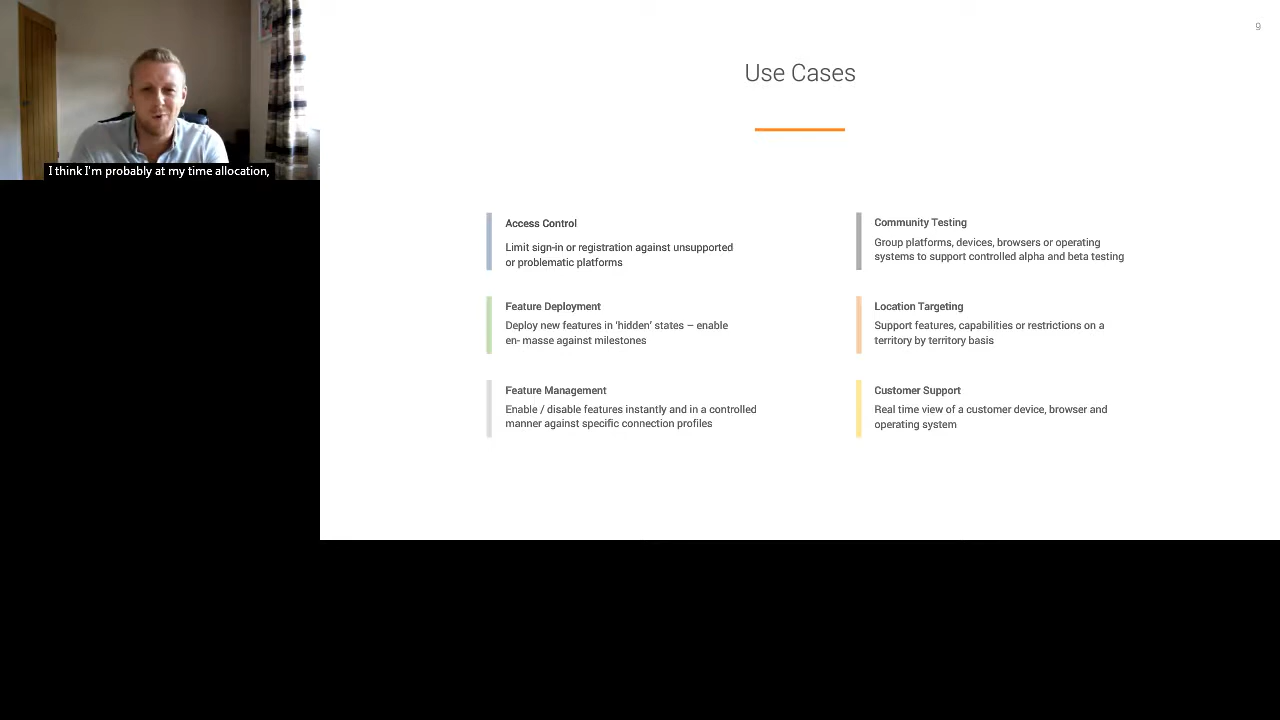 9
Use Cases
I think I'm probably at my time allocation,
Access Control
Limit sign-in or registration against unsupported
or problematic platforms
Feature Deployment
Deploy new features in ‘hidden’ states – enable
en- masse against milestones
Feature Management
Enable / disable features instantly and in a controlled
manner against specific connection profiles
Community Testing
Group platforms, devices, browsers or operating
systems to support controlled alpha and beta testing
Location Targeting
Support features, capabilities or restrictions on a
territory by territory basis
Customer Support
Real time view of a customer device, browser and
operating system